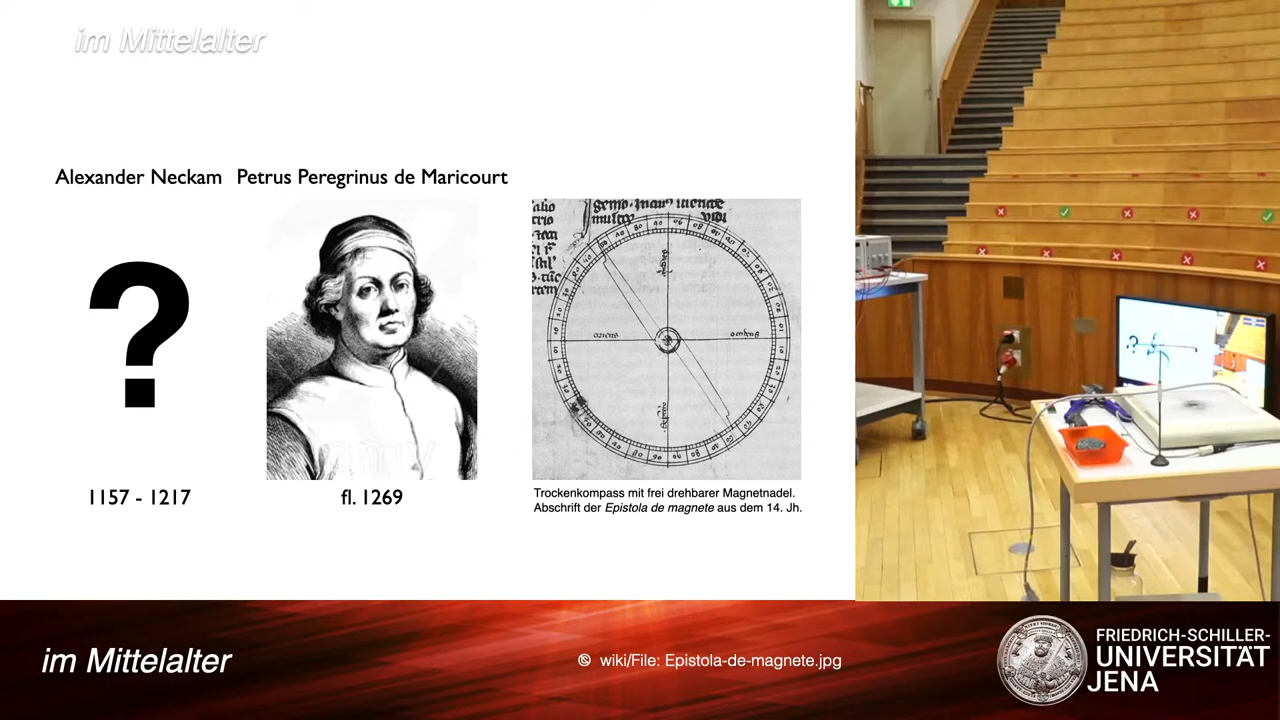 im Mittelalter
Alexander Neckam
Petrus Peregrinus de Maricourt
?
1157 - 1217
fl. 1269
Trockenkompass mit frei drehbarer Magnetnadel.
Abschrift der Epistola de magnete aus dem 14. Jh.
im Mittelalter
wiki/File: Epistola-de-magnete.jpg
FRIEDRICH-SCHILLER-
UNIVERSITÄT
JENA